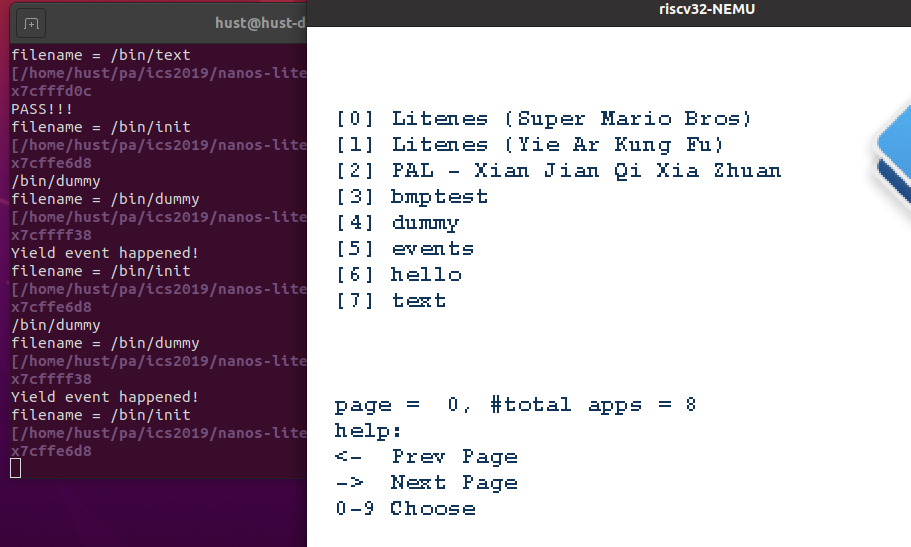 hust@hust-d
filename = /bin/text
[/home/hust/pa/ics2019/nanos-lite
x7cfffd0c
PASS!!!
filename = /bin/init
[/home/hust/pa/ics2019/nanos-lite
x7cffe6d8
/bin/dummy
filename = /bin/dummy
[/home/hust/pa/ics2019/nanos-lite
x7cffff38
Yield event happened!
filename = /bin/init
[/home/hust/pa/ics2019/nanos-lite
x7cffe6d8
/bin/dummy
filename = /bin/dummy
[/home/hust/pa/ics2019/nanos-lite
x7cffff38
Yield event happened!
filename = /bin/init
[/home/hust/pa/ics2019/nanos-lite
x7cffe6d8
riscv32-NEMU
[0] Litenes (Super Mario Bros)
[1] Litenes (Yie Ar Kung Fu)
[2] PAL - Xian Jian Qi Xia Zhuan
[3] bmptest
[4] dummy
[5] events
[6] hello
[7] text
page =  0, #total apps = 8
help:
<-  Prev Page
->  Next Page
0-9 Choose